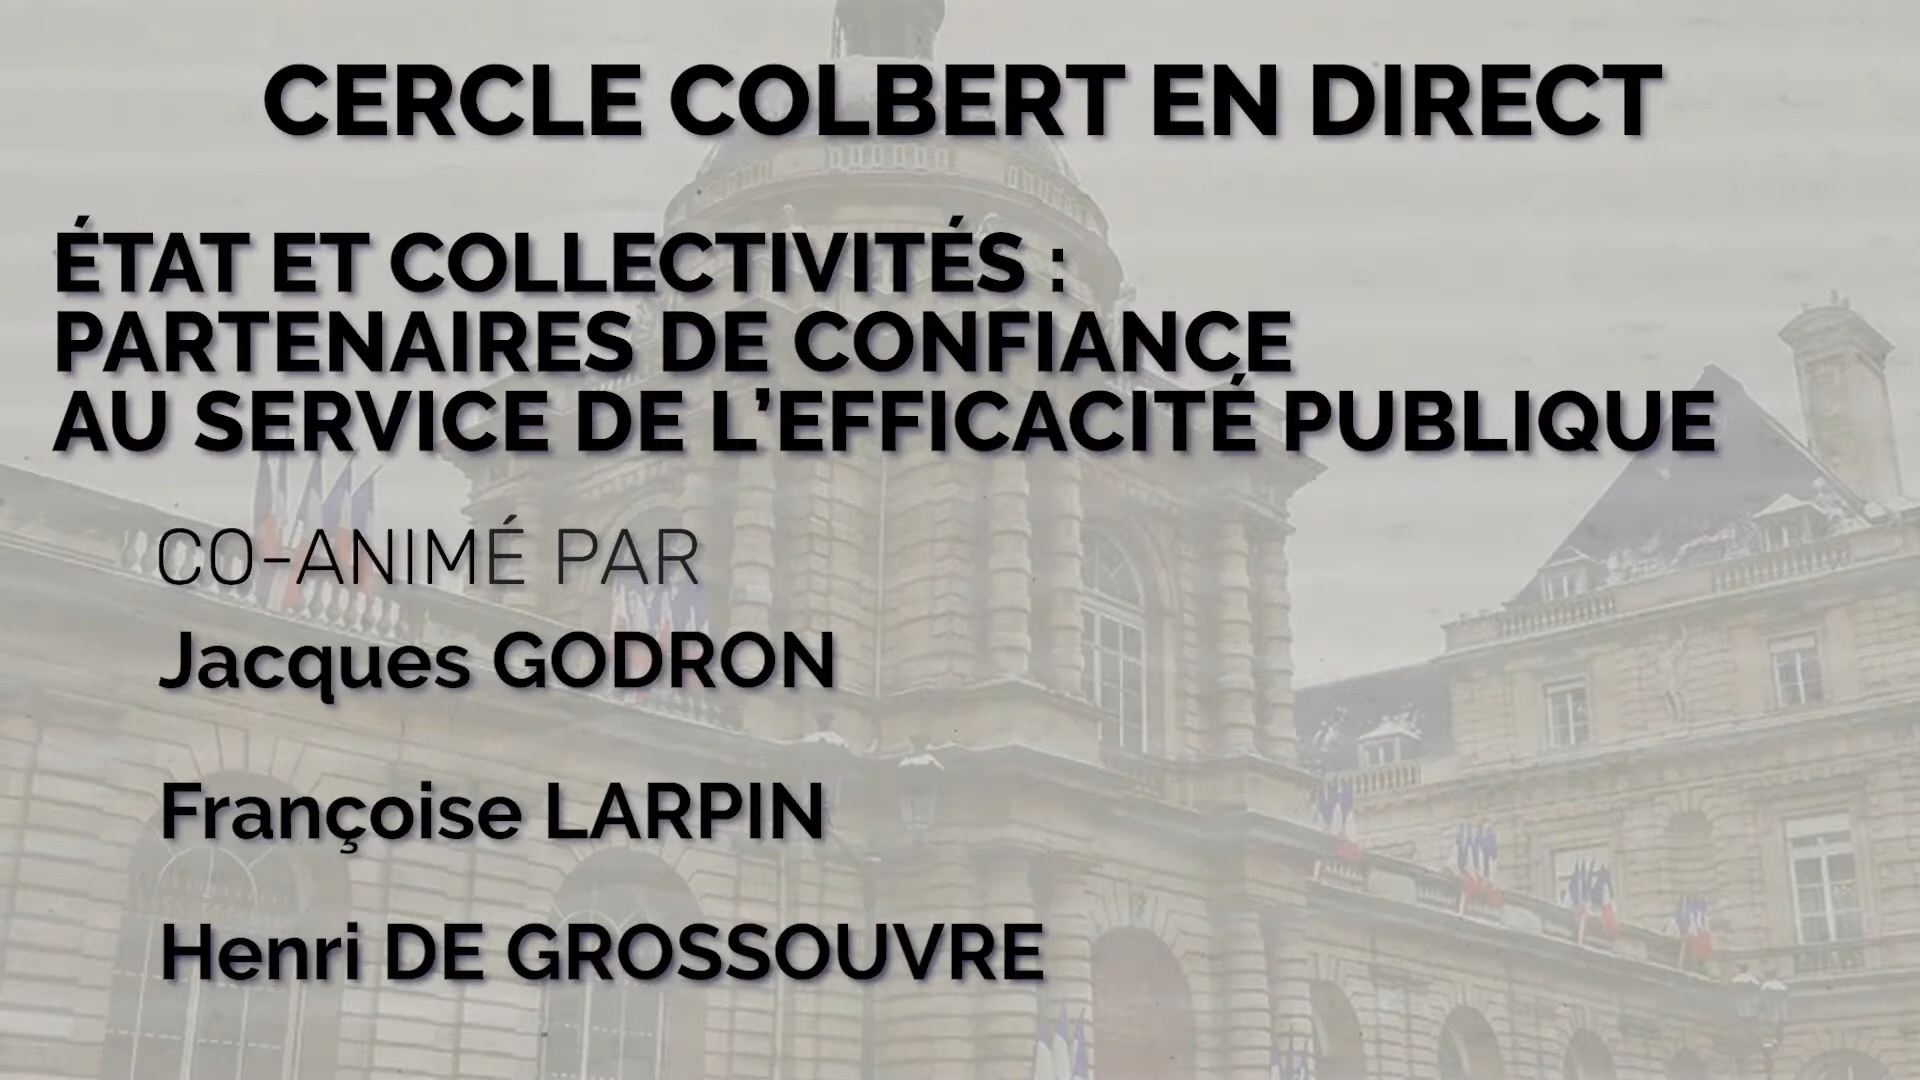 CERCLE COLBERT EN DIRECT
ÉTAT ET COLLECTIVITÉS :
PARTENAIRES DE CONFIANCE
AU SERVICE DE L’EFFICACITÉ PUBLIQUE
CO-ANIMÉ PAR
Jacques GODRON
Françoise LARPIN
Henri DE GROSSOUVRE